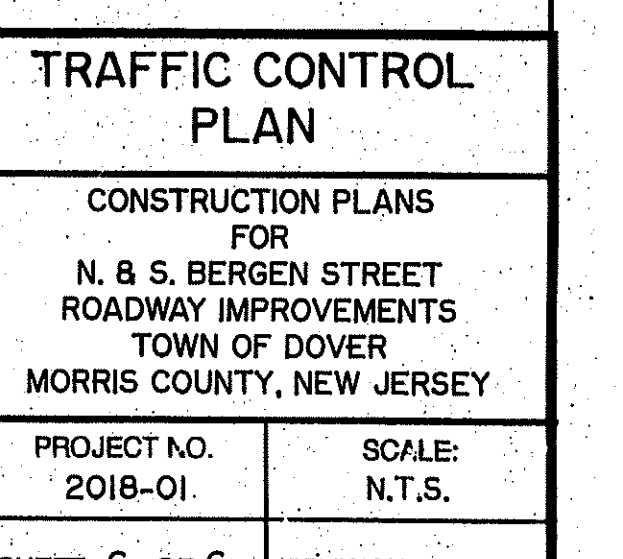 TRAFFIC CONTROL
PLAN
CONSTRUCTION PLANS
FOR
N. & S. BERGEN STREET
ROADWAY IMPROVEMENTS
TOWN OF DOVER
MORRIS COUNTY, NEW JERSEY
PROJECT NO.
2018-01
SCALE:
N.T.S.